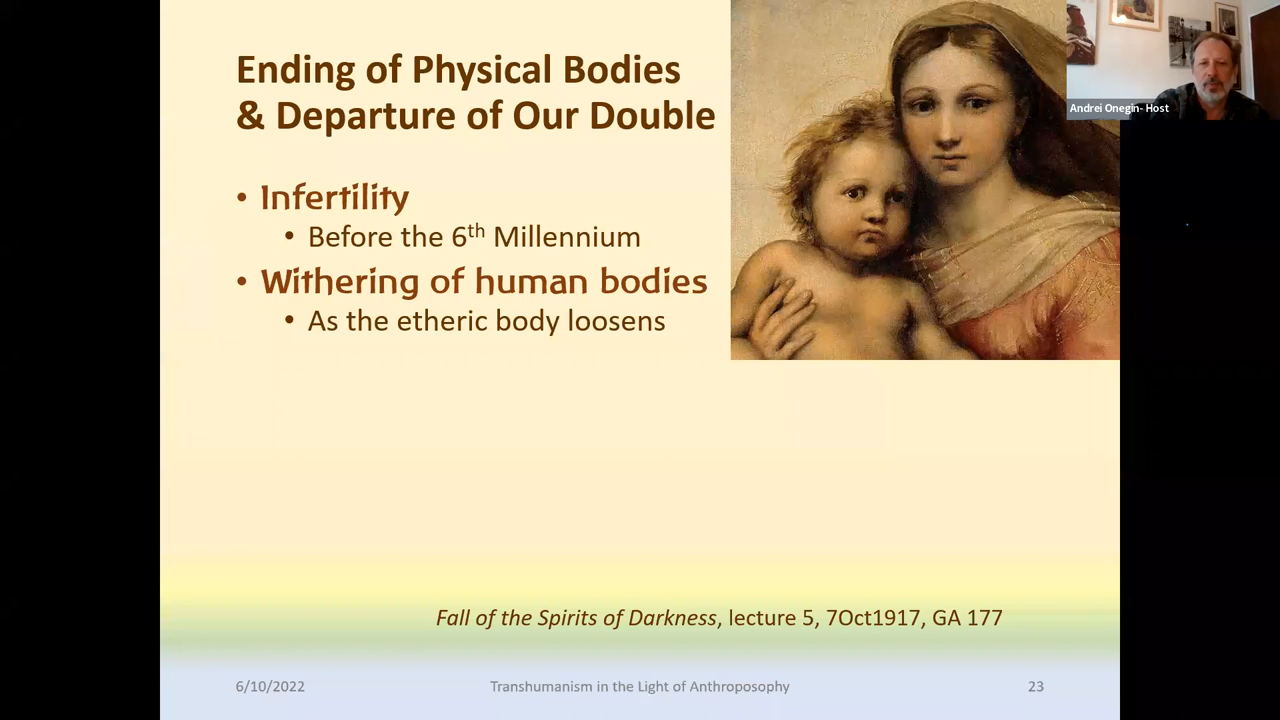 Ending of Physical Bodies
& Departure of Our Double
• Infertility
• Before the 6th Millennium
• Withering of human bodies
• As the etheric body loosens
Andrei Onegin- Host
Fall of the Spirits of Darkness, lecture 5, 7Oct1917, GA 177
6/10/2022
Transhumanism in the Light of Anthroposophy
23